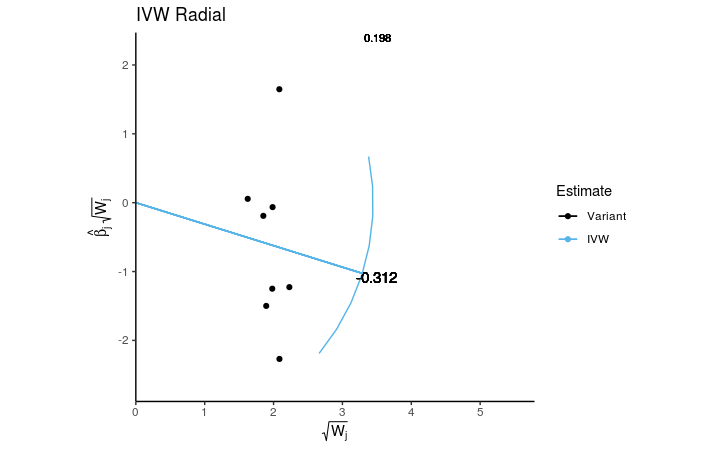 IVW Radial
0.198
2
1
0
-1
-2
β̂j √Wj
-0.312
0 1 2 3 4 5
√Wj
Estimate
Variant
IVW